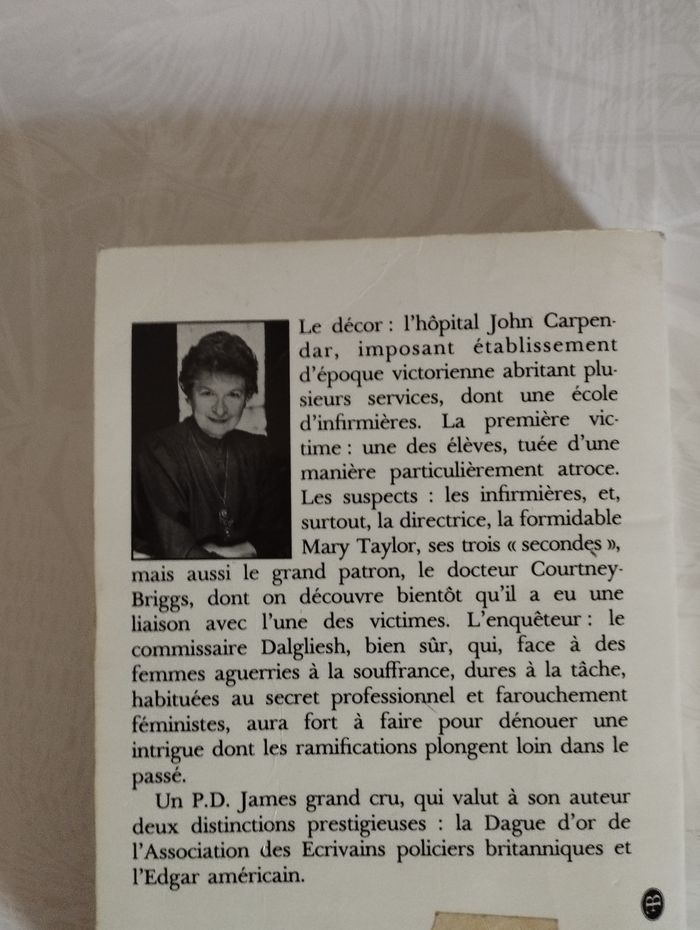 Le décor : l'hôpital John Carpen-
dar, imposant établissement
d'époque victorienne abritant plu-
sieurs services, dont une école
d'infirmières. La première vic-
time : une des élèves, tuée d'une
manière particulièrement atroce.
Les suspects : les infirmières, et,
surtout, la directrice, la formidable
Mary Taylor, ses trois « secondes »,
mais aussi le grand patron, le docteur Courtney-
Briggs, dont on découvre bientôt qu'il a eu une
liaison avec l'une des victimes. L'enquêteur : le
commissaire Dalgliesh, bien sûr, qui, face à des
femmes aguerries à la souffrance, dures à la tâche,
habituées au secret professionnel et farouchement
féministes, aura fort à faire pour dénouer une
intrigue dont les ramifications plongent loin dans le
passé.
Un P.D. James grand cru, qui valut à son auteur
deux distinctions prestigieuses : la Dague d'or de
l'Association des Ecrivains policiers britanniques et
l'Edgar américain.